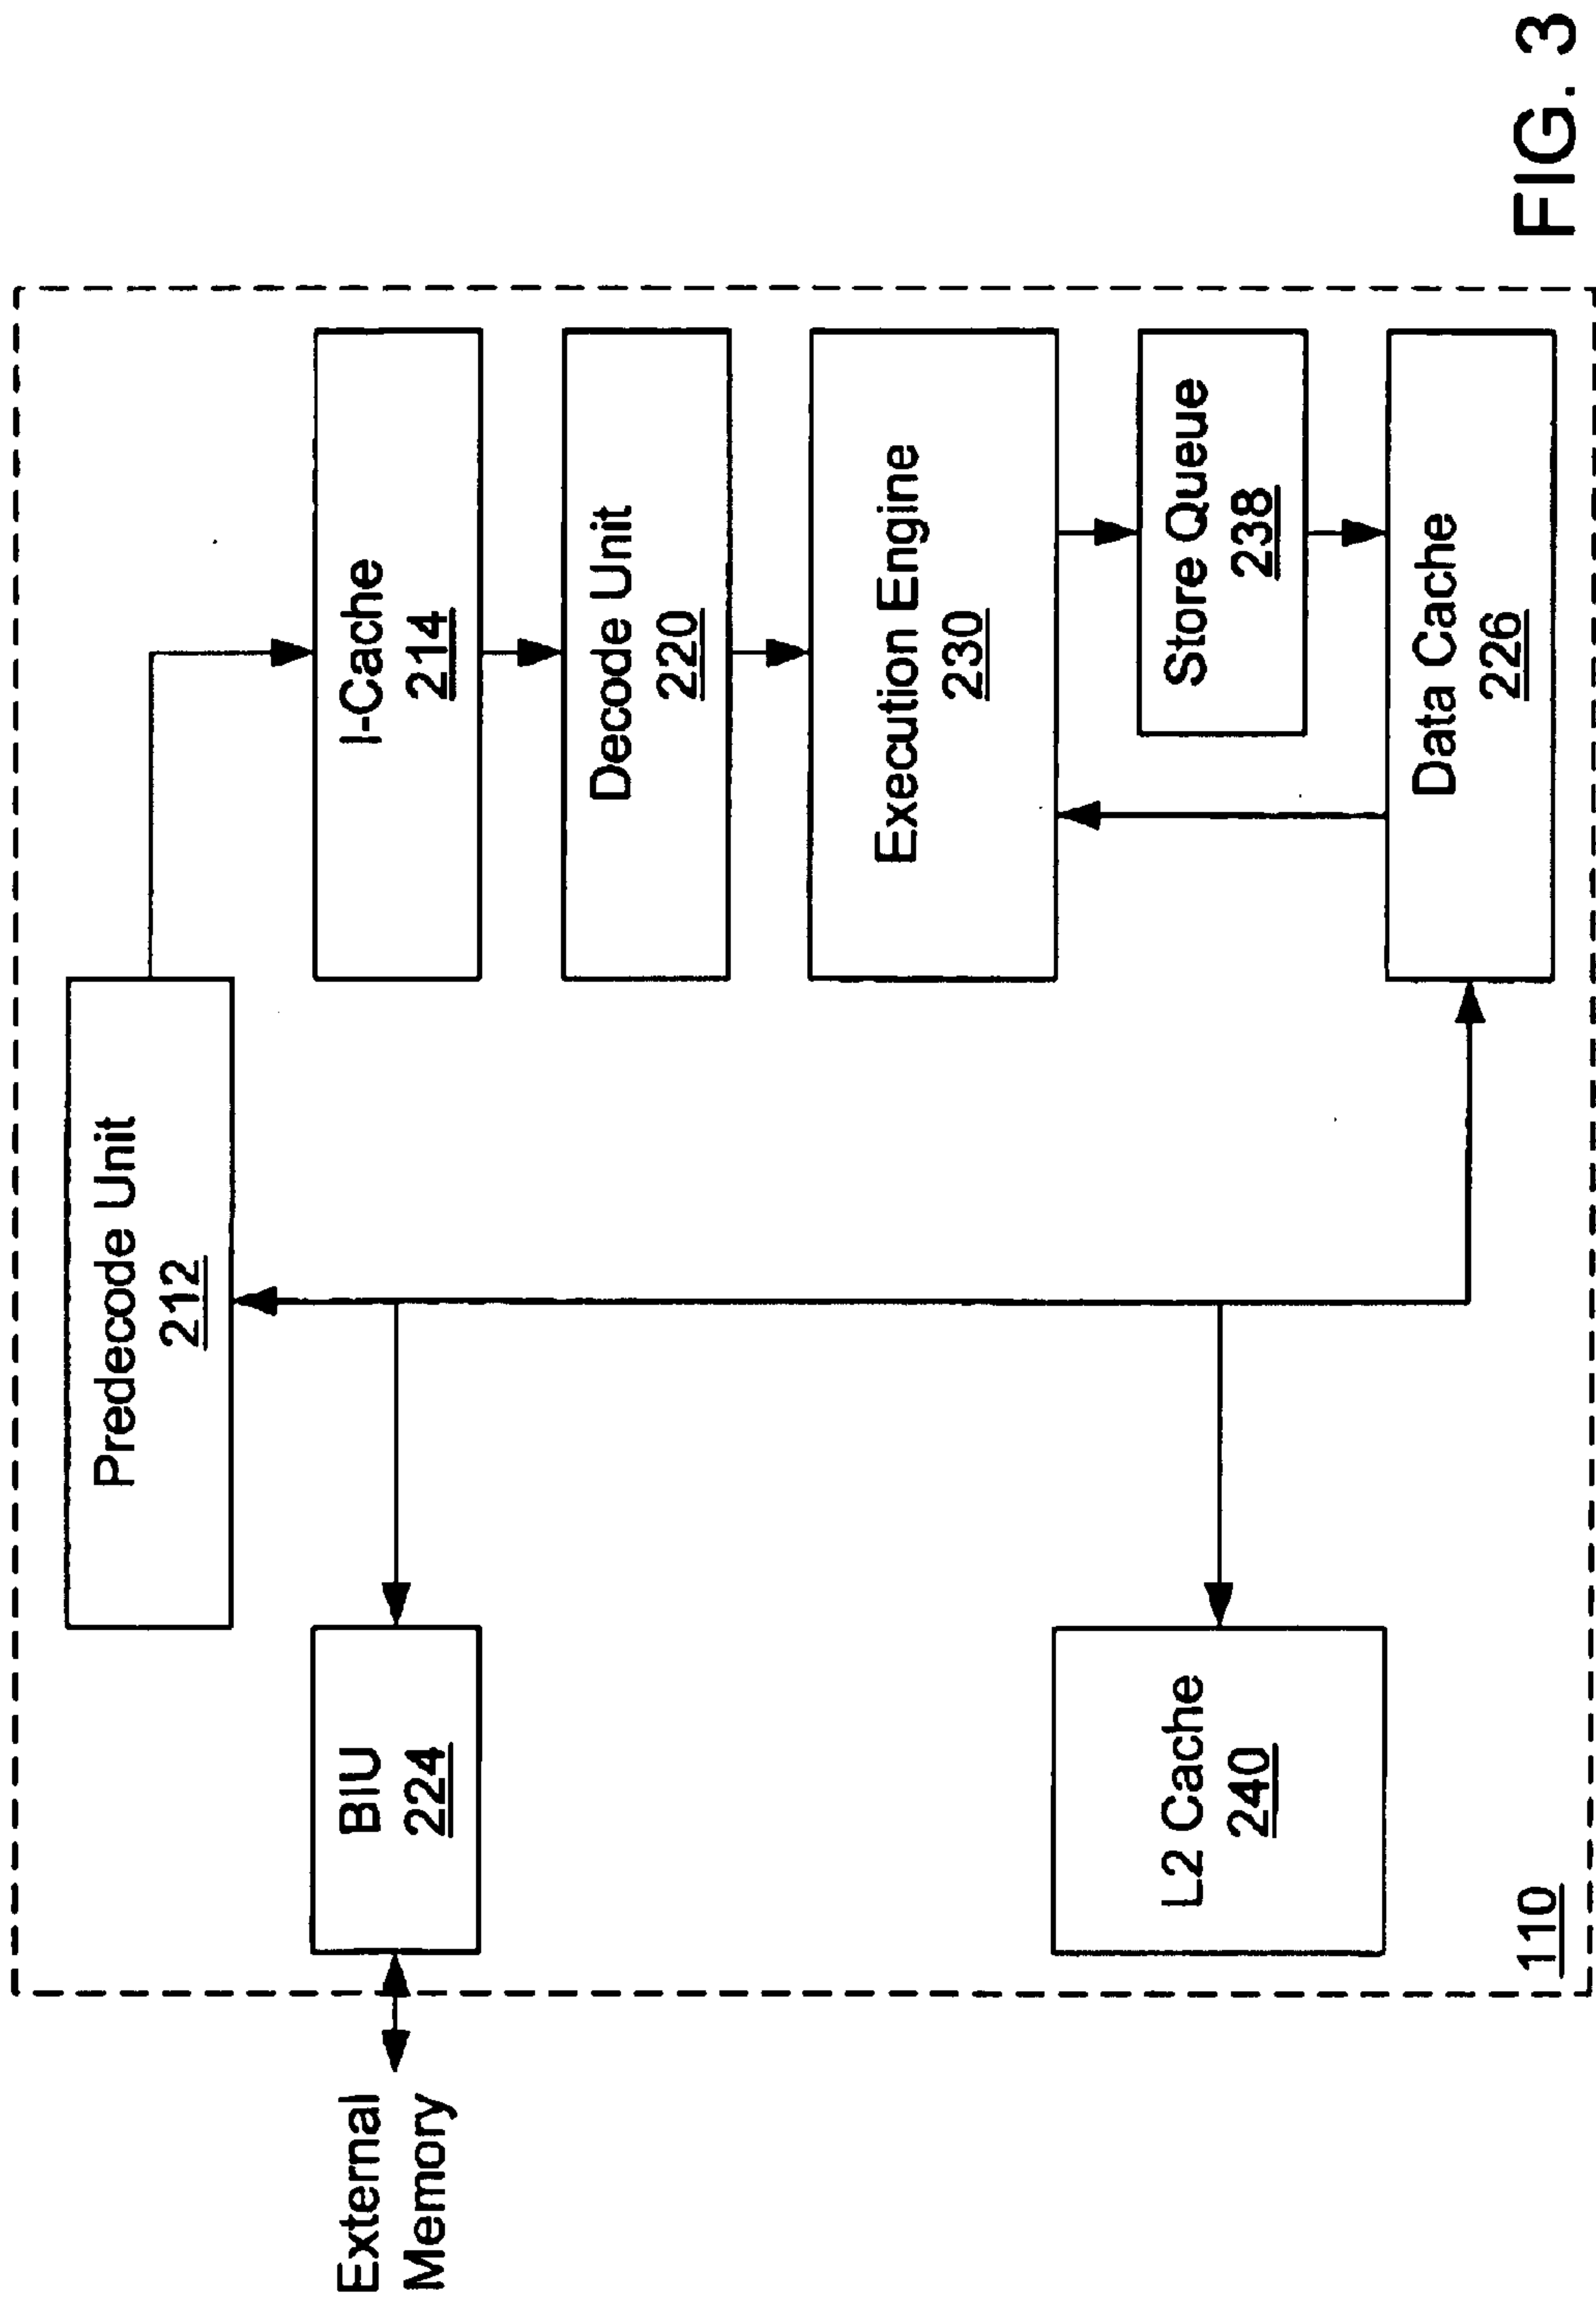 Predecode Unit
212
I-Cache
214
BIU
224
External
Memory
Decode Unit
220
Execution Engine
230
Store Queue
238
L2 Cache
240
Data Cache
226
110
FIG. 3